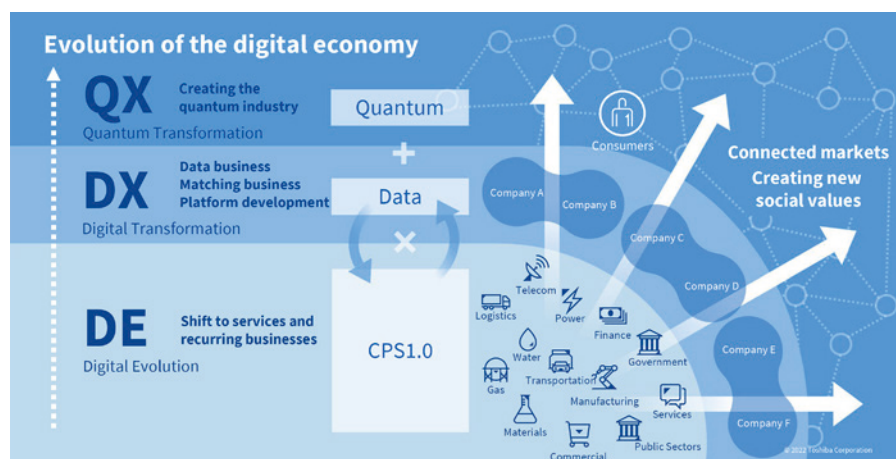 Evolution of the digital economy
QX
Creating the
quantum industry
Quantum Transformation
Quantum
+
DX
Data business
Matching business
Platform development
Digital Transformation
Data
×
DE
Shift to services and
recurring businesses
Digital Evolution
CPS1.0
Consumers
Connected markets
Creating new
social values
Company A
Company B
Company C
Company D
Company E
Company F
Telecom
Logistics
Power
Finance
Water
Government
Gas
Transportation
Manufacturing
Services
Materials
Public Sectors
Commercial
© 2022 Toshiba Corporation